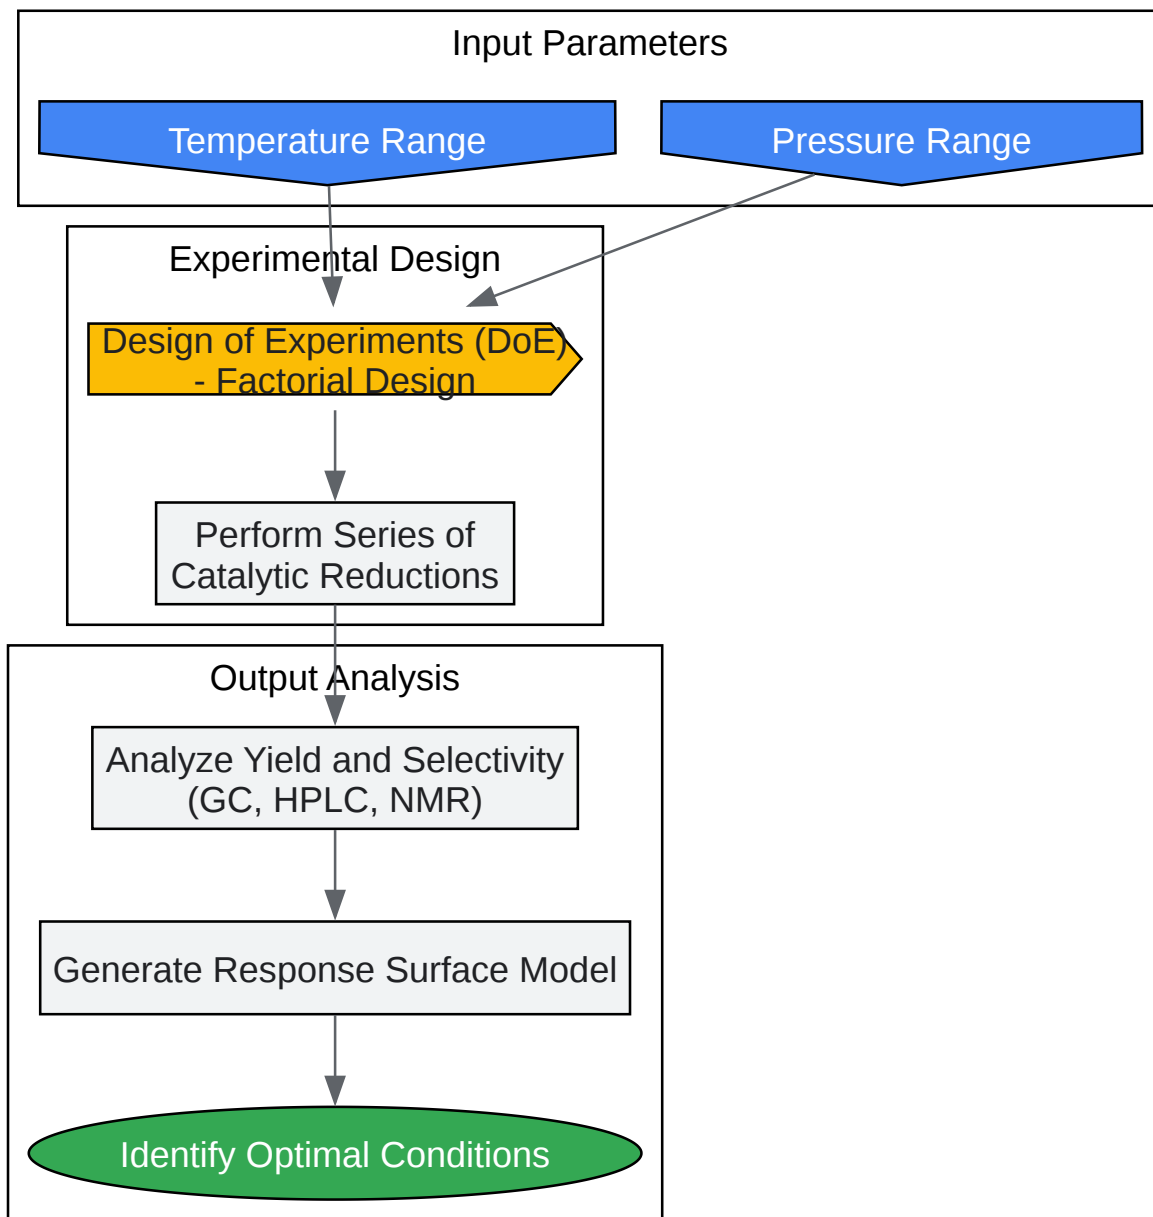 Input Parameters
Temperature Range
Pressure Range
Experimental Design
Design of Experiments (DoE)
- Factorial Design
Perform Series of
Catalytic Reductions
Output Analysis
Analyze Yield and Selectivity
(GC, HPLC, NMR)
Generate Response Surface Model
Identify Optimal Conditions